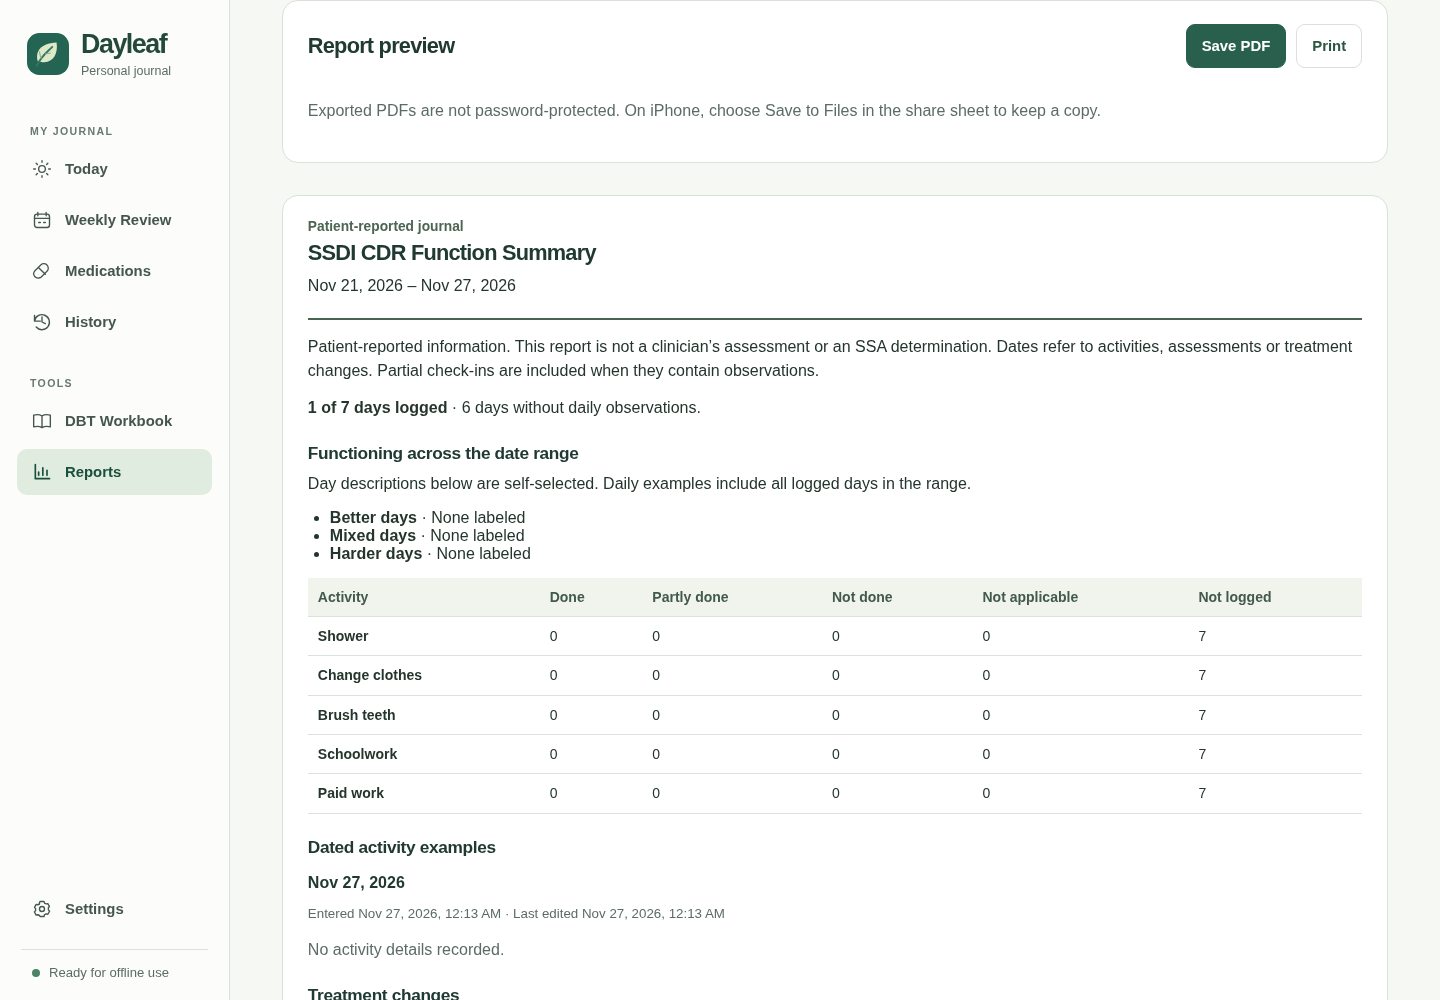 Dayleaf
Personal journal
MY JOURNAL
Today
Weekly Review
Medications
History
TOOLS
DBT Workbook
Reports
Settings
Ready for offline use
Report preview
Save PDF
Print
Exported PDFs are not password-protected. On iPhone, choose Save to Files in the share sheet to keep a copy.
Patient-reported journal
SSDI CDR Function Summary
Nov 21, 2026 – Nov 27, 2026
Patient-reported information. This report is not a clinician’s assessment or an SSA determination. Dates refer to activities, assessments or treatment
changes. Partial check-ins are included when they contain observations.
1 of 7 days logged · 6 days without daily observations.
Functioning across the date range
Day descriptions below are self-selected. Daily examples include all logged days in the range.
• Better days · None labeled
• Mixed days · None labeled
• Harder days · None labeled
Activity Done Partly done Not done Not applicable Not logged
Shower 0 0 0 0 7
Change clothes 0 0 0 0 7
Brush teeth 0 0 0 0 7
Schoolwork 0 0 0 0 7
Paid work 0 0 0 0 7
Dated activity examples
Nov 27, 2026
Entered Nov 27, 2026, 12:13 AM · Last edited Nov 27, 2026, 12:13 AM
No activity details recorded.
Treatment changes